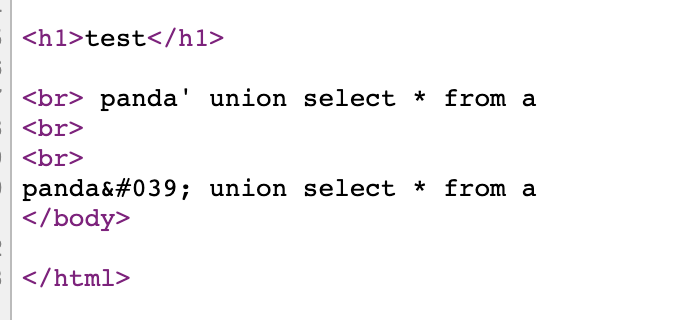 <h1>test</h1>
<br> panda' union select * from a
<br>
<br>
panda&#039; union select * from a
</body>
</html>